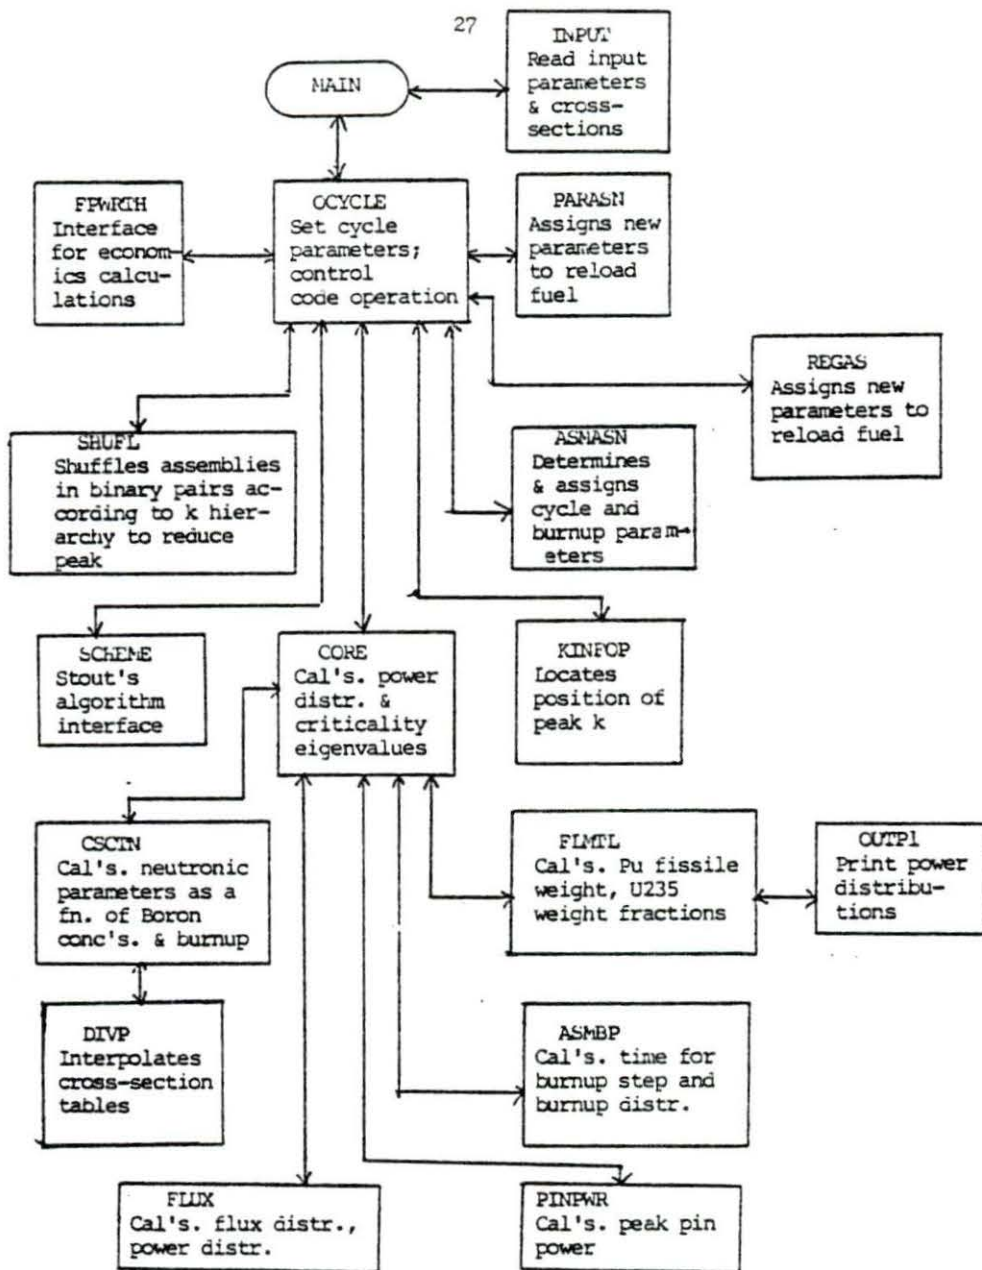 27
INPUT
Read input
parameters
& cross-
sections
MAIN
FPWRTH
Interface
for econom-
ics calcu-
lations
OCYCLE
Set cycle
parameters;
control
code operation
PARASN
Assigns new
parameters
to reload
fuel
REGAS
Assigns new
parameters to
reload fuel
SHUFL
Shuffles assemblies
in binary pairs ac-
cording to k hier-
archy to reduce
peak
ASMASN
Determines
& assigns
cycle and
burnup param-
eters
SCHEME
Stout's
algorithm
interface
CORE
Cal's. power
distr. &
criticality
eigenvalues
KINFOP
Locates
position of
peak k
CSCTN
Cal's. neutronic
parameters as a
fn. of Boron
conc's. & burnup
FLMTL
Cal's. Pu fissile
weight, U235
weight fractions
OUTP1
Print power
distribu-
tions
DIVP
Interpolates
cross-section
tables
ASMBP
Cal's. time for
burnup step and
burnup distr.
FLUX
Cal's. flux distr.,
power distr.
PINPWR
Cal's. peak pin
power